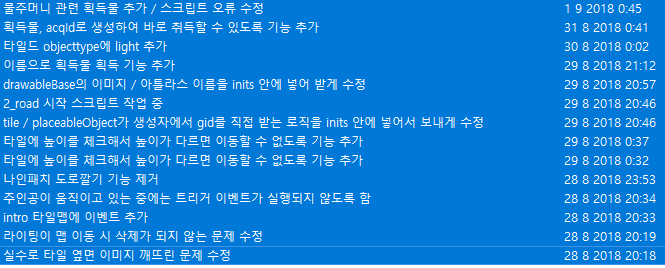 물주머니 관련 획득물 추가 / 스크립트 오류 수정 1 9 2018 0:45
획득물, acqId로 생성하여 바로 취득할 수 있도록 기능 추가 31 8 2018 0:41
타일드 objecttype에 light 추가 30 8 2018 0:02
이름으로 획득물 획득 기능 추가 29 8 2018 21:12
drawableBase의 이미지 / 아틀라스 이름을 inits 안에 넣어 받게 수정 29 8 2018 20:57
2_road 시작 스크립트 작업 중 29 8 2018 20:46
tile / placeableObject가 생성자에서 gid를 직접 받는 로직을 inits 안에 넣어서 보내게 수정 29 8 2018 20:46
타일에 높이를 체크해서 높이가 다르면 이동할 수 없도록 기능 추가 29 8 2018 0:37
타일에 높이를 체크해서 높이가 다르면 이동할 수 없도록 기능 추가 29 8 2018 0:32
나인패치 도로깔기 기능 제거 28 8 2018 23:53
주인공이 움직이고 있는 중에는 트리거 이벤트가 실행되지 않도록 함 28 8 2018 20:34
intro 타일맵에 이벤트 추가 28 8 2018 20:33
라이팅이 맵 이동 시 삭제가 되지 않는 문제 수정 28 8 2018 20:19
실수로 타일 옆면 이미지 깨뜨린 문제 수정 28 8 2018 20:18